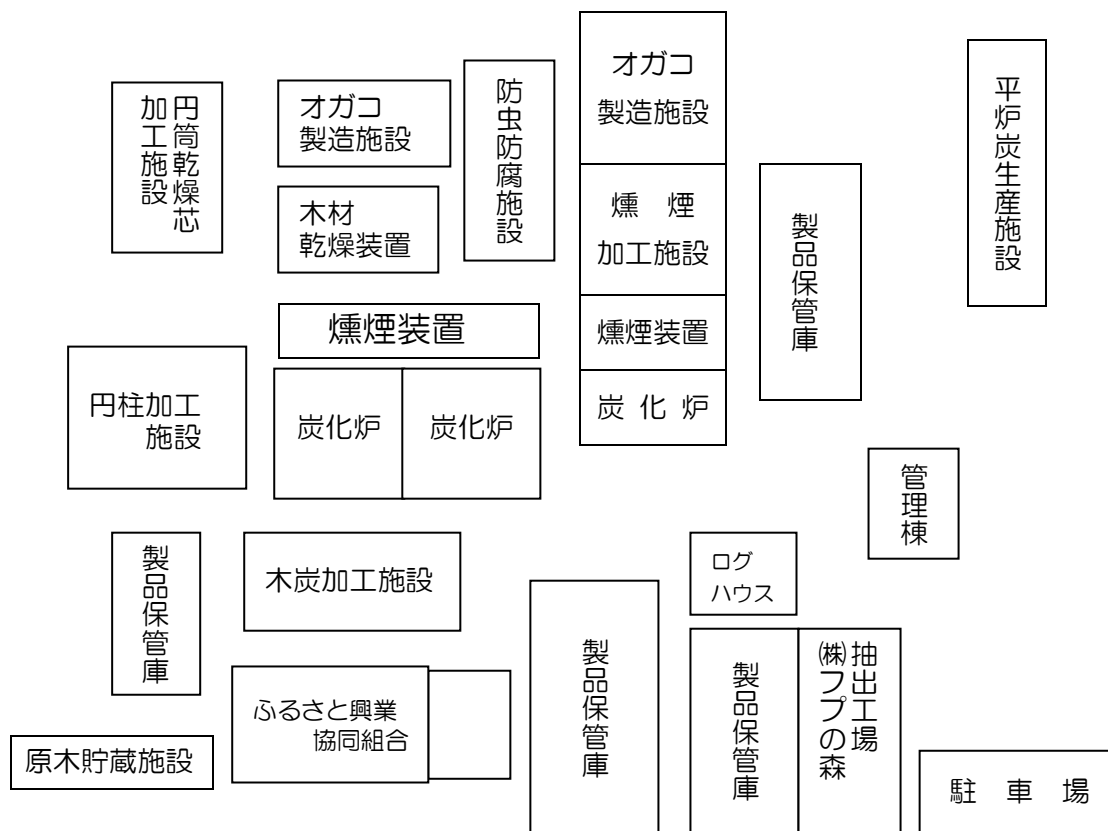 円筒乾燥芯
加工施設
オガコ
製造施設
木材
乾燥装置
防虫防腐施設
オガコ
製造施設
燻 煙
加工施設
燻煙装置
炭 化 炉
製品保管庫
平炉炭生産施設
燻煙装置
円柱加工
施設
炭化炉
炭化炉
管理棟
製品保管庫
木炭加工施設
ログ
ハウス
ふるさと興業
協同組合
製品保管庫
製品保管庫
抽出工場
㈱フプの森
原木貯蔵施設
駐 車 場